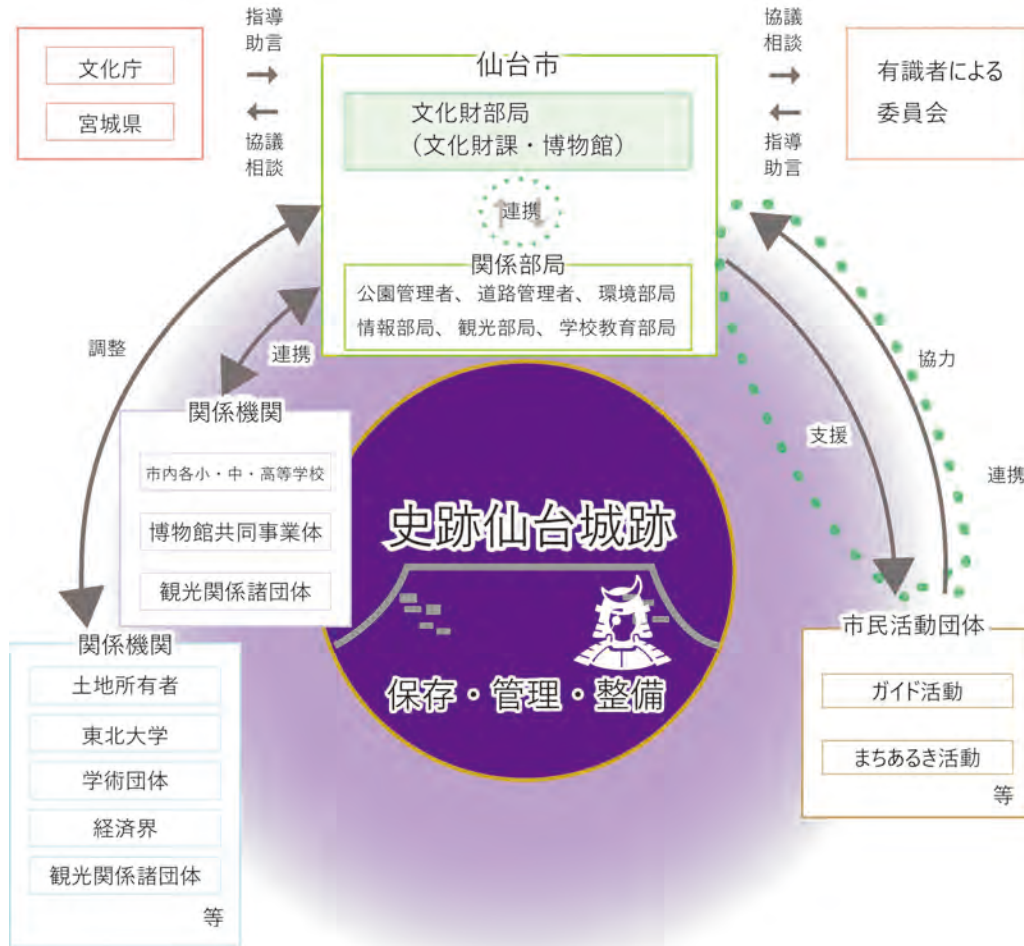 文化庁
宮城県
指導
助言
協議
相談
仙台市
文化財部局
（文化財課・博物館）
連携
関係部局
公園管理者、道路管理者、環境部局
情報部局、観光部局、学校教育部局
協議
相談
指導
助言
有識者による
委員会
調整
連携
関係機関
市内各小・中・高等学校
博物館共同事業体
観光関係諸団体
関係機関
土地所有者
東北大学
学術団体
経済界
観光関係諸団体
等
史跡仙台城跡
保存・管理・整備
支援
協力
連携
市民活動団体
ガイド活動
まちあるき活動
等